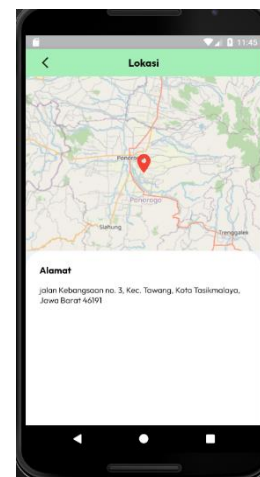 11:45
Lokasi
Ponorogo
Ponorogo
Slahung
Trenggalek
Alamat
jalan Kebangsaan no. 3, Kec. Tawang, Kota Tasikmalaya,
Jawa Barat 46191